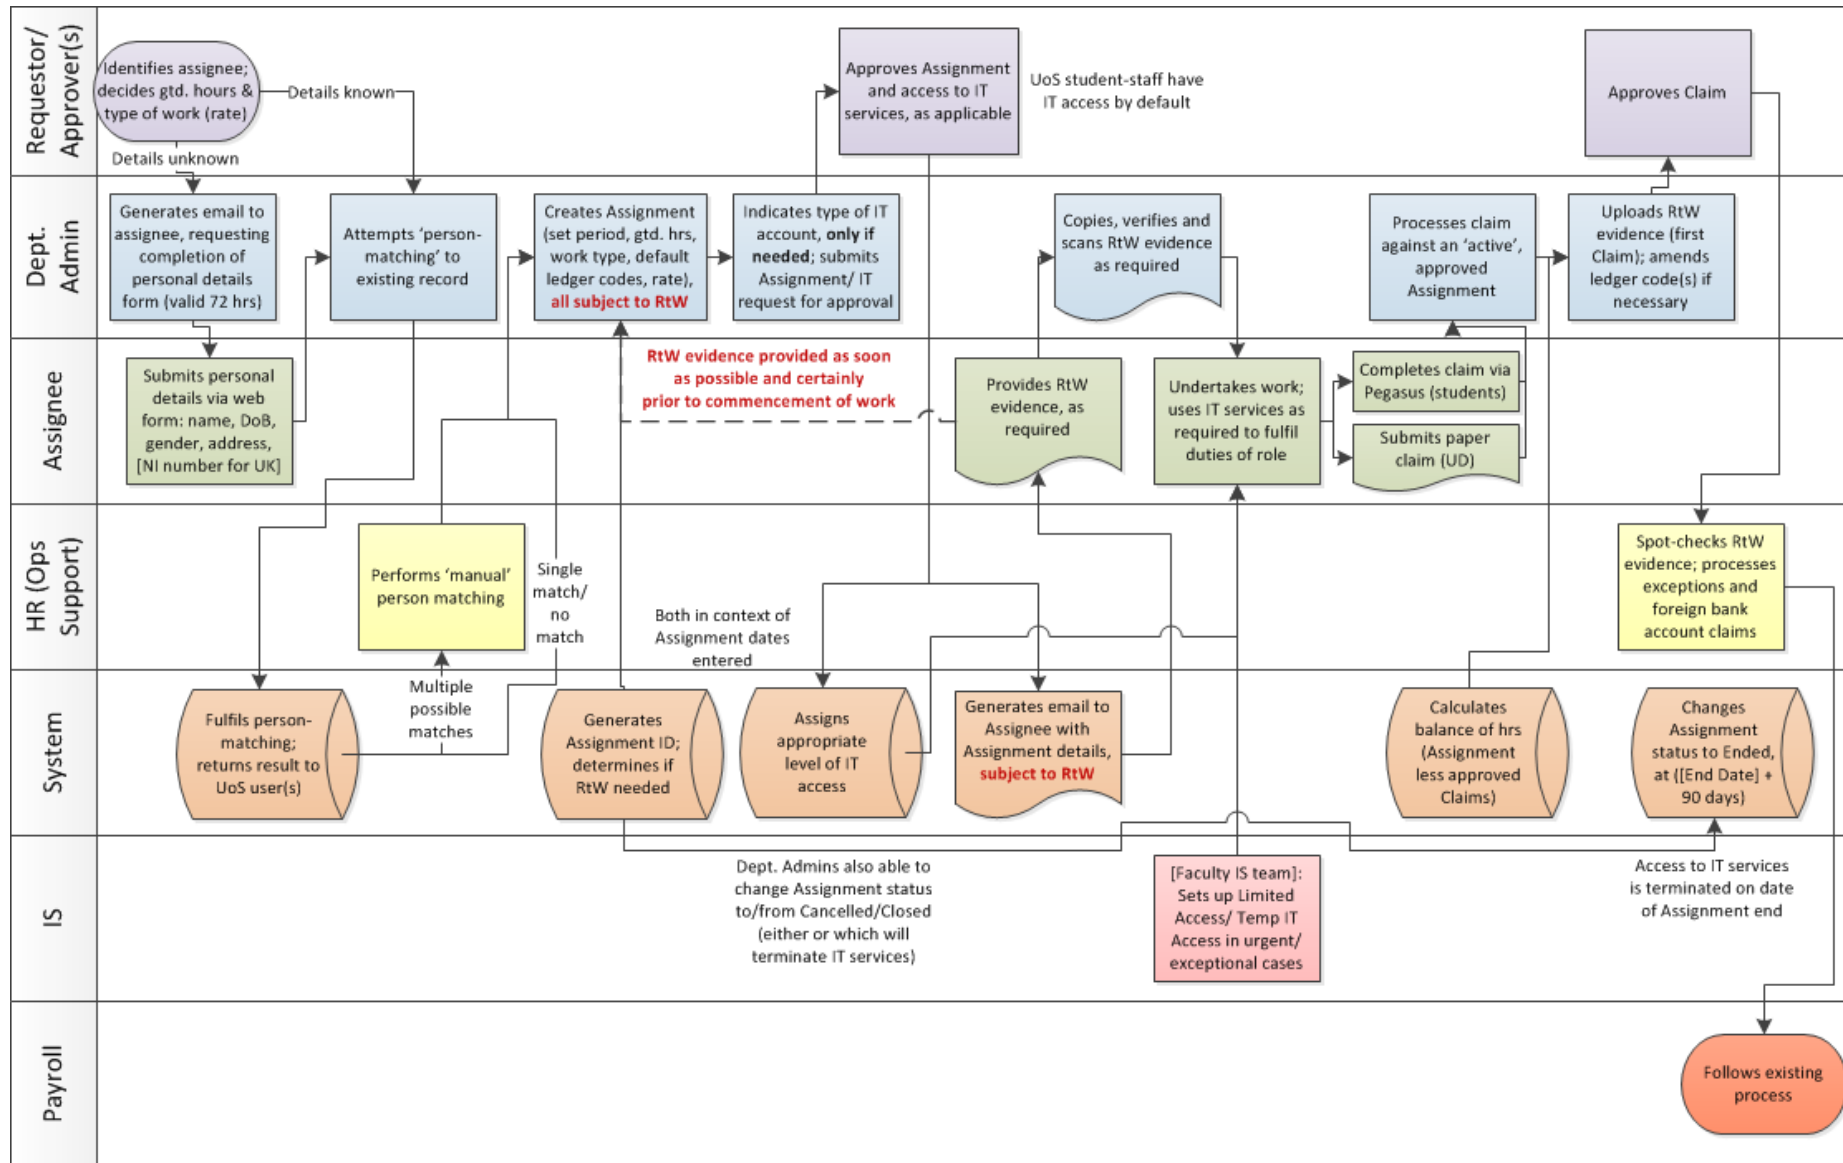 Requestor/
Approver(s)
Identifies assignee;
decides gtd. hours &
type of work (rate)
Details known
Details unknown
Approves Assignment
and access to IT
services, as applicable
UoS student-staff have
IT access by default
Approves Claim
Dept.
Admin
Generates email to
assignee, requesting
completion of
personal details
form (valid 72 hrs)
Attempts ‘person-
matching’ to
existing record
Creates Assignment
(set period, gtd. hrs,
work type, default
ledger codes, rate),
all subject to RtW
Indicates type of IT
account, only if
needed; submits
Assignment/ IT
request for approval
Copies, verifies and
scans RtW evidence
as required
Processes claim
against an ‘active’,
approved
Assignment
Uploads RtW
evidence (first
Claim); amends
ledger code(s) if
necessary
Assignee
Submits personal
details via web
form: name, DoB,
gender, address,
[NI number for UK]
RtW evidence provided as soon
as possible and certainly
prior to commencement of work
Provides RtW
evidence, as
required
Undertakes work;
uses IT services as
required to fulfil
duties of role
Completes claim via
Pegasus (students)
Submits paper
claim (UD)
HR (Ops
Support)
Performs ‘manual’
person matching
Single
match/
no
match
Both in context of
Assignment dates
entered
Spot-checks RtW
evidence; processes
exceptions and
foreign bank
account claims
System
Fulfils person-
matching;
returns result to
UoS user(s)
Multiple
possible
matches
Generates
Assignment ID;
determines if
RtW needed
Assigns
appropriate
level of IT
access
Generates email to
Assignee with
Assignment details,
subject to RtW
Calculates
balance of hrs
(Assignment
less approved
Claims)
Changes
Assignment
status to Ended,
at ([End Date] +
90 days)
IS
Dept. Admins also able to
change Assignment status
to/from Cancelled/Closed
(either or which will
terminate IT services)
[Faculty IS team]:
Sets up Limited
Access/ Temp IT
Access in urgent/
exceptional cases
Access to IT services
is terminated on date
of Assignment end
Payroll
Follows existing
process